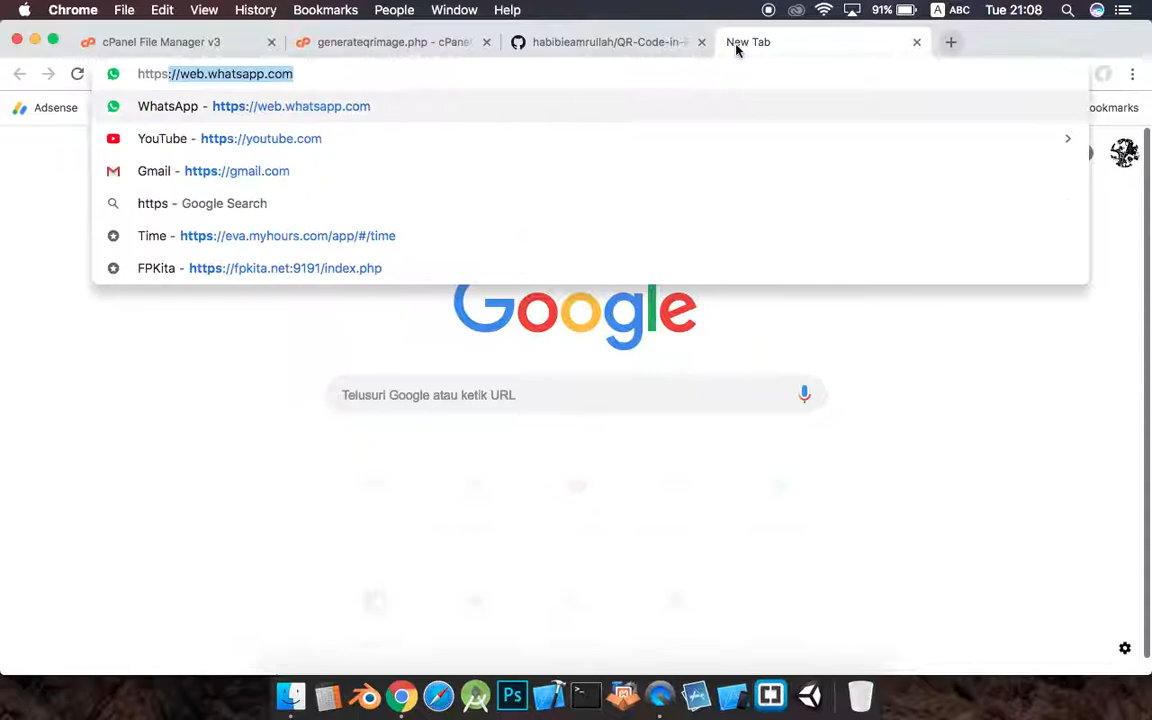 Chrome File Edit View History Bookmarks People Window Help 91% A ABC Tue 21:08
cPanel File Manager v3 generateqrimage.php - cPanel habibieamrullah/QR-Code-in- New Tab
https://web.whatsapp.com
Adsense ookmarks
WhatsApp - https://web.whatsapp.com
YouTube - https://youtube.com
Gmail - https://gmail.com
https - Google Search
Time - https://eva.myhours.com/app/#/time
FPKita - https://fpkita.net:9191/index.php
Google
Telusuri Google atau ketik URL
Ps